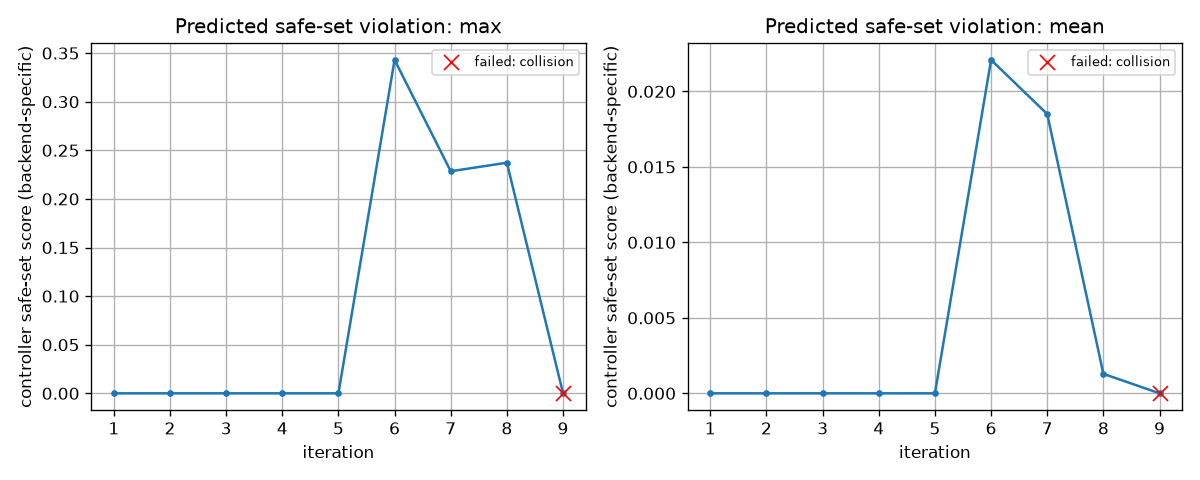 Predicted safe-set violation: max
controller safe-set score (backend-specific)
0.35
0.30
0.25
0.20
0.15
0.10
0.05
0.00
failed: collision
1 2 3 4 5 6 7 8 9
iteration
Predicted safe-set violation: mean
controller safe-set score (backend-specific)
0.020
0.015
0.010
0.005
0.000
failed: collision
1 2 3 4 5 6 7 8 9
iteration